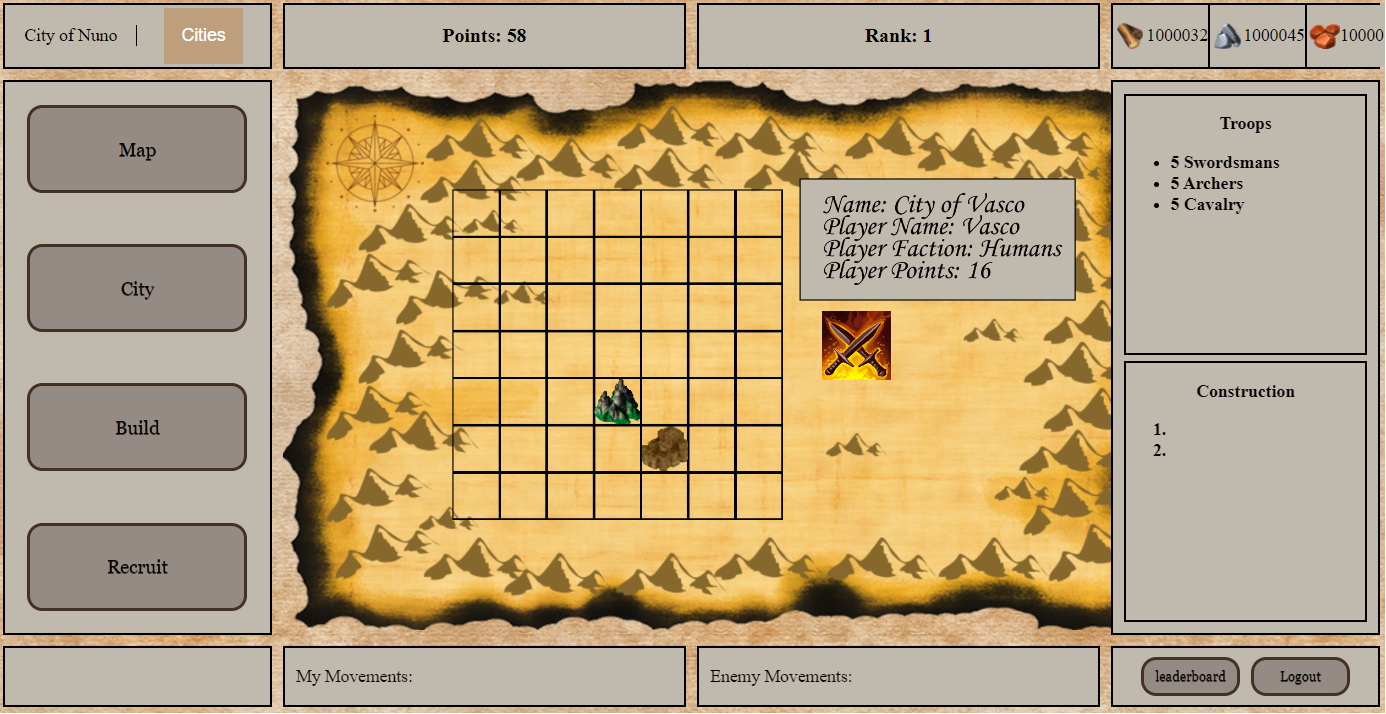 City of Nuno | Cities
Points: 58
Rank: 1
1000032
1000045
10000
Map
City
Build
Recruit
Name: City of Vasco
Player Name: Vasco
Player Faction: Humans
Player Points: 16
Troops
• 5 Swordsmans
• 5 Archers
• 5 Cavalry
Construction
1.
2.
My Movements:
Enemy Movements:
leaderboard
Logout